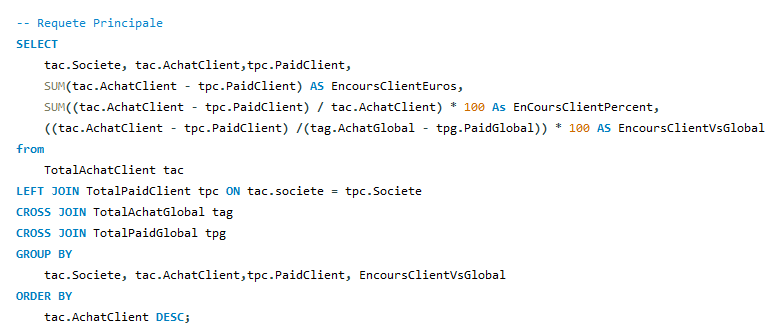 -- Requete Principale
SELECT
tac.Societe, tac.AchatClient,tpc.PaidClient,
SUM(tac.AchatClient - tpc.PaidClient) AS EncoursClientEuros,
SUM((tac.AchatClient - tpc.PaidClient) / tac.AchatClient) * 100 As EnCoursClientPercent,
((tac.AchatClient - tpc.PaidClient) /(tag.AchatGlobal - tpg.PaidGlobal)) * 100 AS EncoursClientVsGlobal
from
TotalAchatClient tac
LEFT JOIN TotalPaidClient tpc ON tac.societe = tpc.Societe
CROSS JOIN TotalAchatGlobal tag
CROSS JOIN TotalPaidGlobal tpg
GROUP BY
tac.Societe, tac.AchatClient,tpc.PaidClient, EncoursClientVsGlobal
ORDER BY
tac.AchatClient DESC;